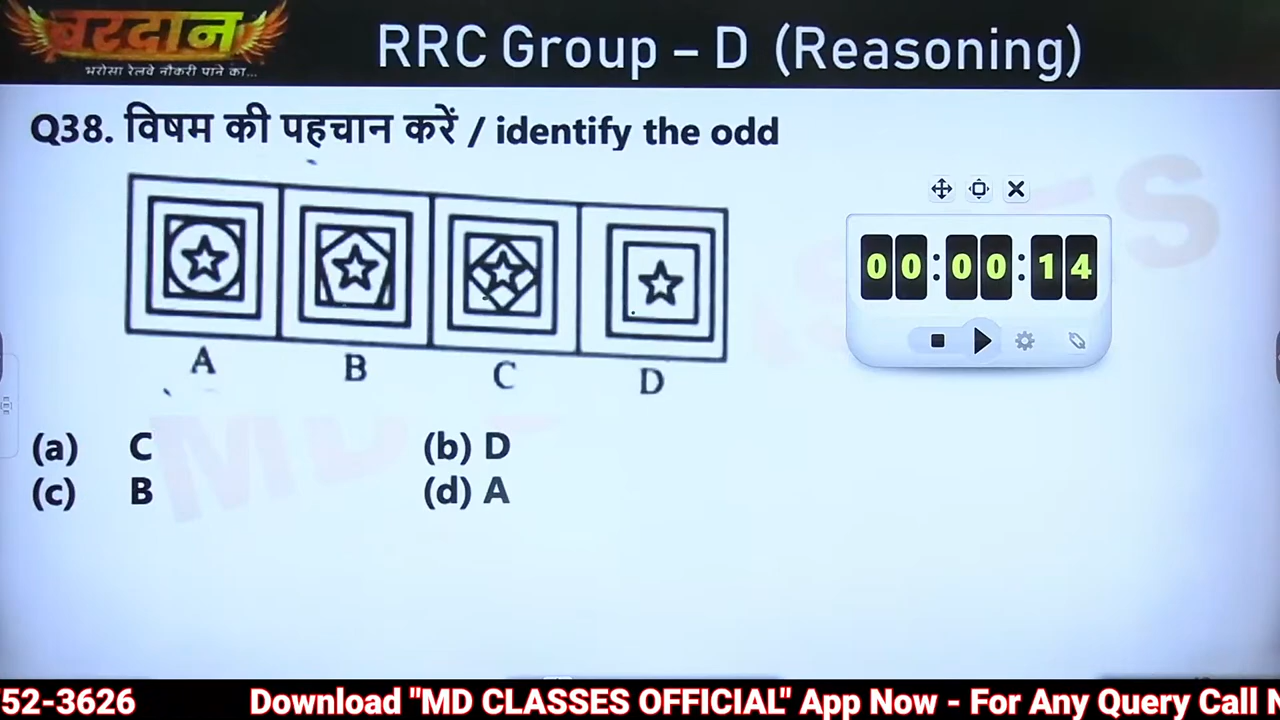 बरदान
भरोसा रेलवे नौकरी पाने का...
RRC Group – D (Reasoning)
Q38. विषम की पहचान करें / identify the odd
A B C D
00:00:14
(a) C (b) D
(c) B (d) A
52-3626 Download "MD CLASSES OFFICIAL" App Now - For Any Query Call